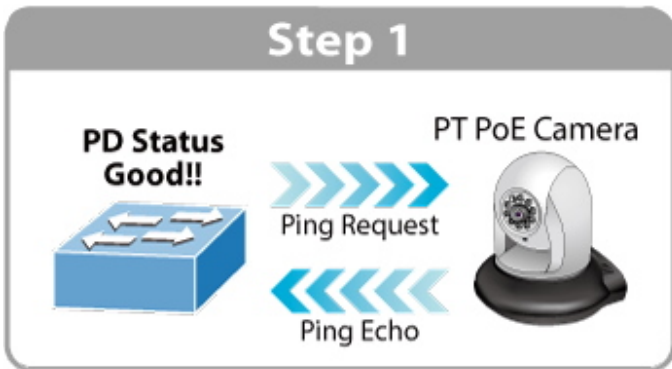 Step 1
PD Status
Good!!
PT PoE Camera
Ping Request
Ping Echo